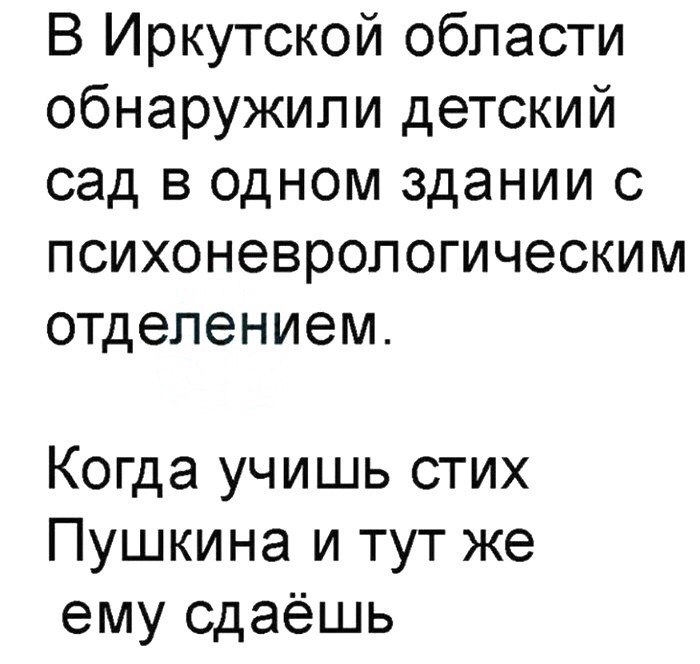 В Иркутской области
обнаружили детский
сад в одном здании с
психоневрологическим
отделением.
Когда учишь стих
Пушкина и тут же
ему сдаёшь